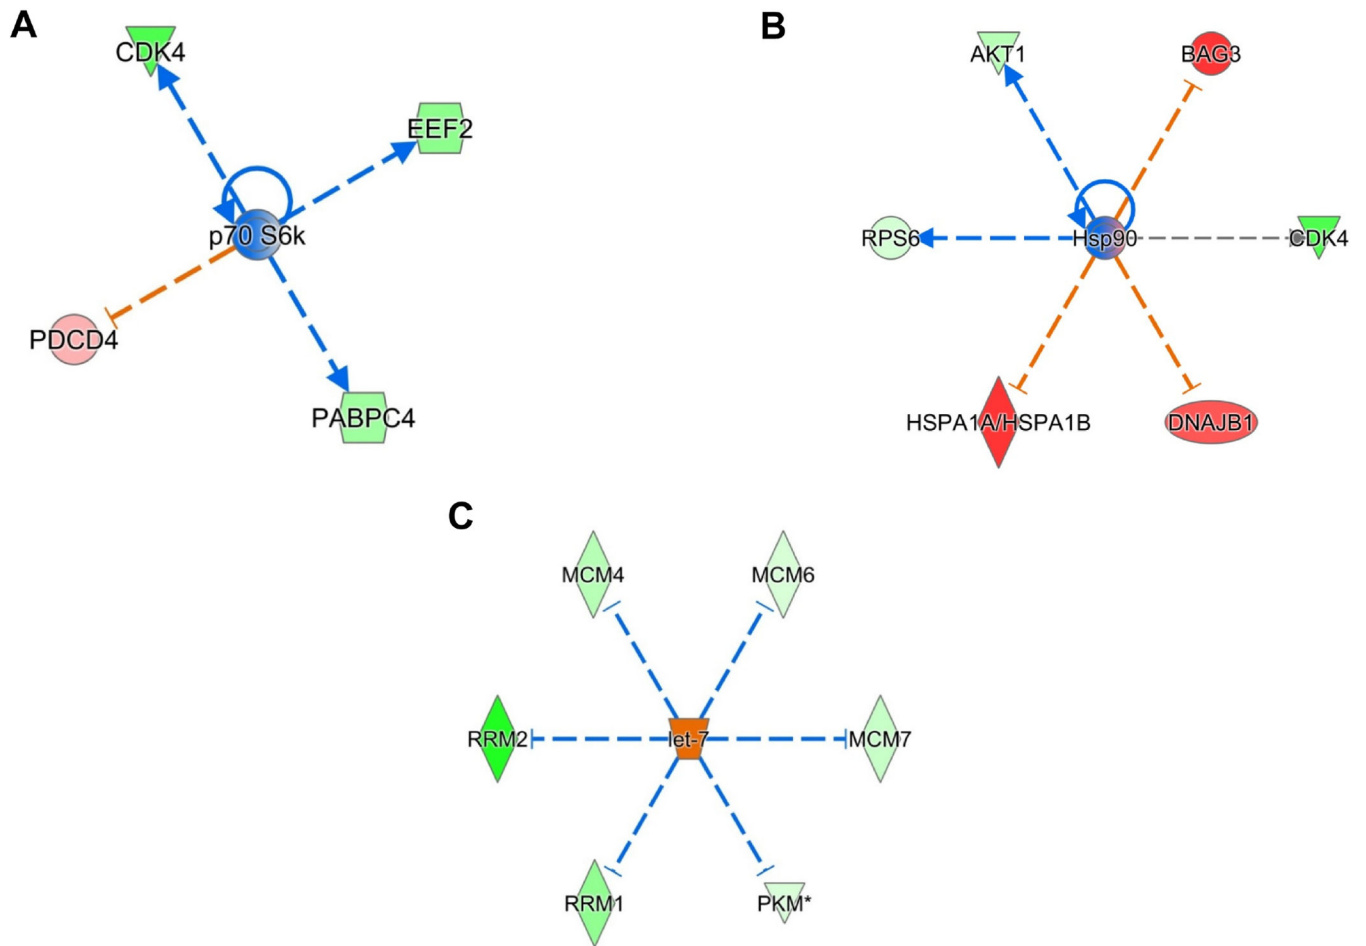 A
CDK4
EEF2
p70 S6k
PDCD4
PABPC4
B
AKT1
BAG3
RPS6
Hsp90
CDK4
HSPA1A/HSPA1B
DNAJB1
C
MCM4
MCM6
RRM2
let-7
MCM7
RRM1
PKM*